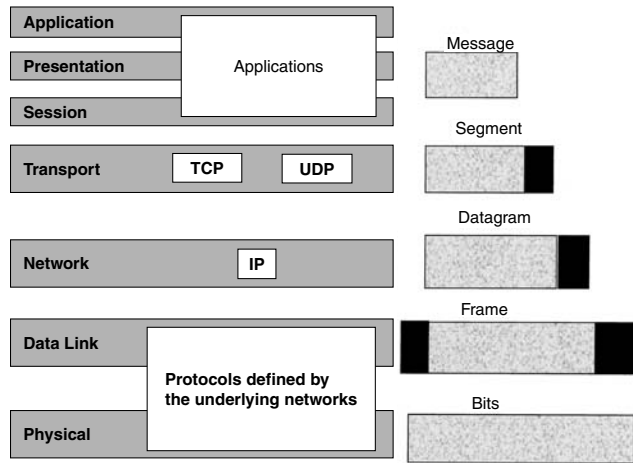 Application
Presentation
Applications
Message
Session
Segment
Transport
TCP
UDP
Datagram
Network
IP
Frame
Data Link
Protocols defined by
the underlying networks
Bits
Physical